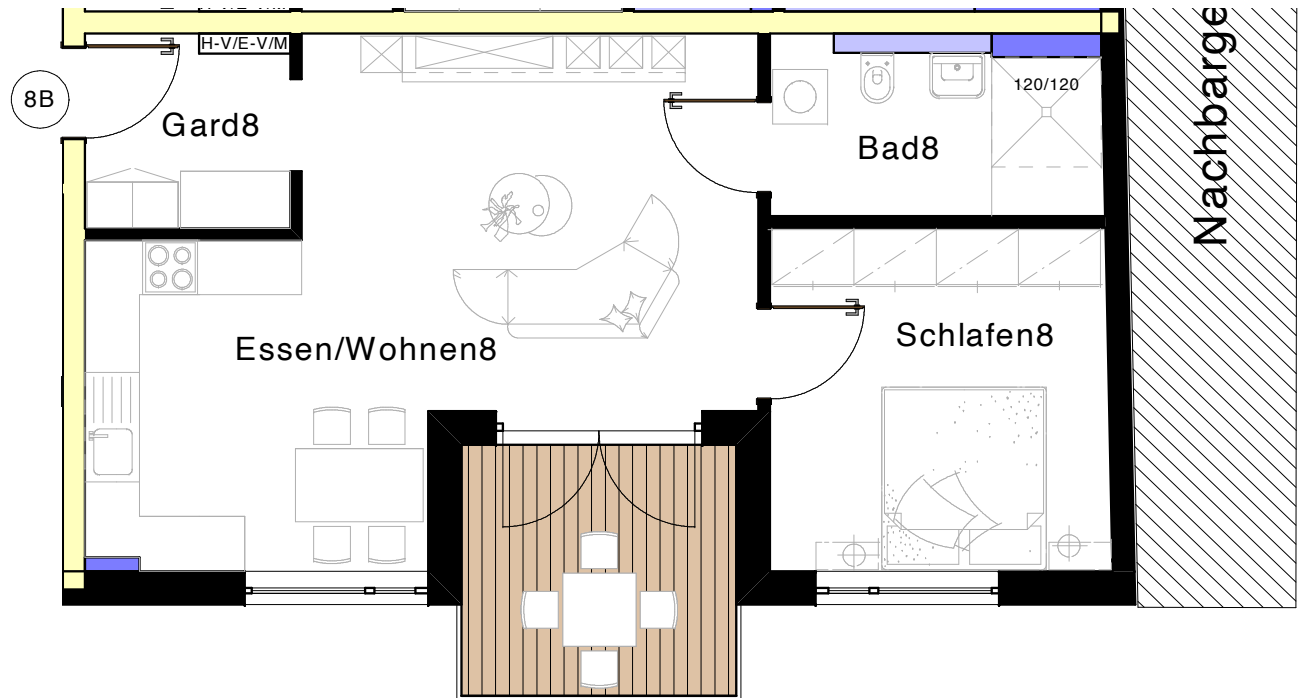 H-V/E-V/M
8B
Gard8
120/120
Bad8
Nachbarge
Essen/Wohnen8
Schlafen8